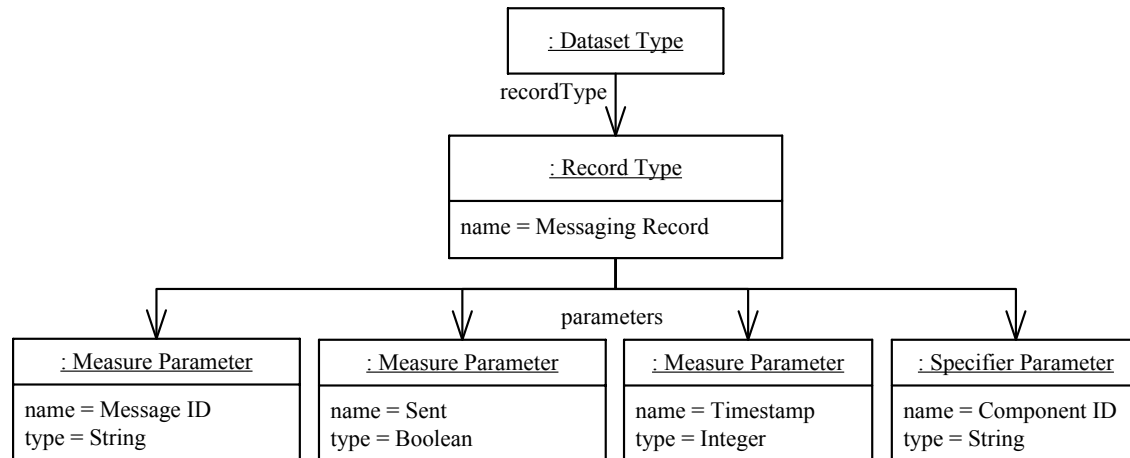 : Dataset Type
recordType
: Record Type
name = Messaging Record
parameters
: Measure Parameter
name = Message ID
type = String
: Measure Parameter
name = Sent
type = Boolean
: Measure Parameter
name = Timestamp
type = Integer
: Specifier Parameter
name = Component ID
type = String